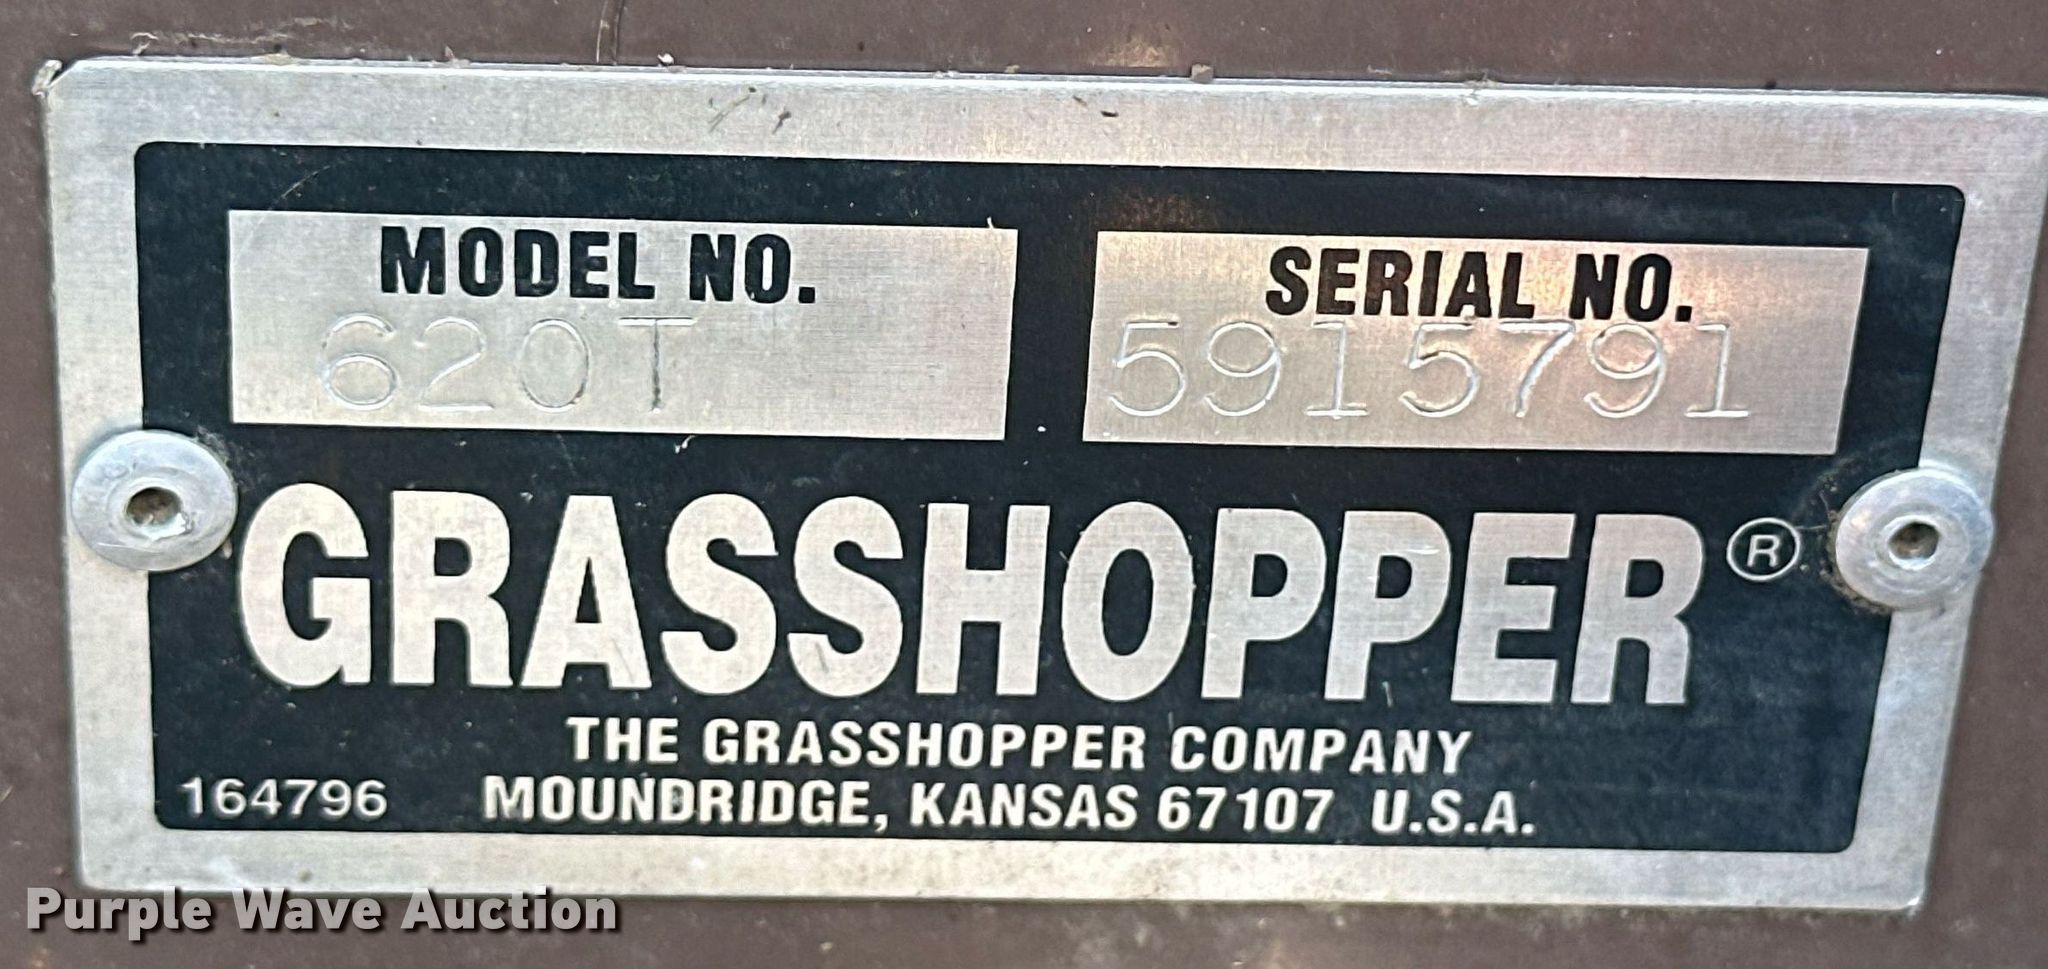 MODEL NO.
620T
SERIAL NO.
5915791
GRASSHOPPER®
THE GRASSHOPPER COMPANY
164796 MOUNDRIDGE, KANSAS 67107 U.S.A.
Purple Wave Auction